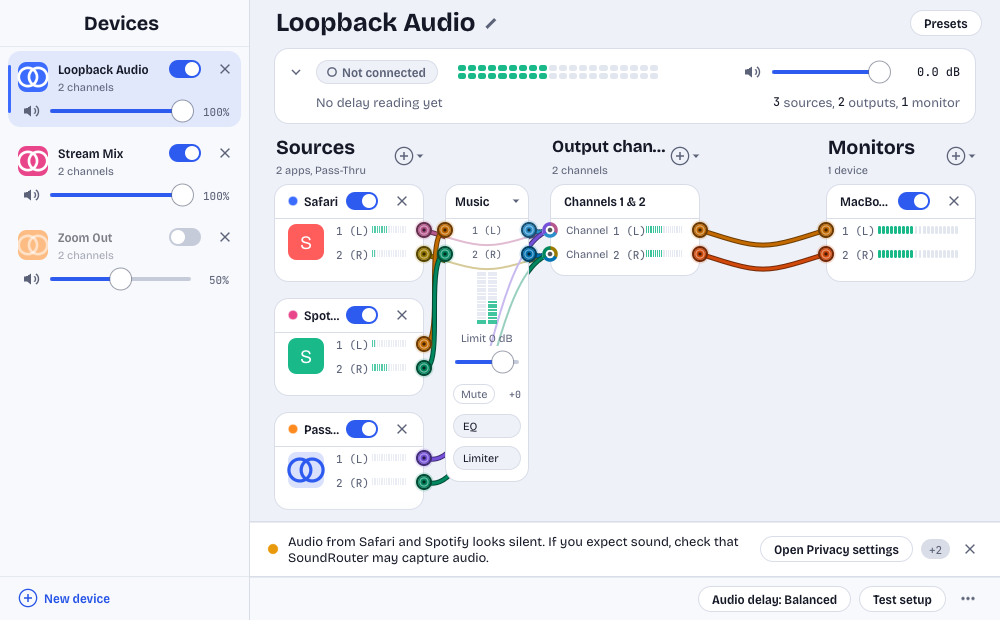 Devices
Loopback Audio
2 channels
100%
Stream Mix
2 channels
100%
Zoom Out
2 channels
50%
New device
Loopback Audio
Presets
Not connected
0.0 dB
No delay reading yet
3 sources, 2 outputs, 1 monitor
Sources
2 apps, Pass-Thru
Output chan...
2 channels
Monitors
1 device
Safari
S
1 (L)
2 (R)
Spot...
S
1 (L)
2 (R)
Pass...
1 (L)
2 (R)
Music
1 (L)
2 (R)
Limit 0 dB
Mute +0
EQ
Limiter
Channels 1 & 2
Channel 1 (L)
Channel 2 (R)
MacBo...
1 (L)
2 (R)
Audio from Safari and Spotify looks silent. If you expect sound, check that
SoundRouter may capture audio.
Open Privacy settings
+2
Audio delay: Balanced
Test setup